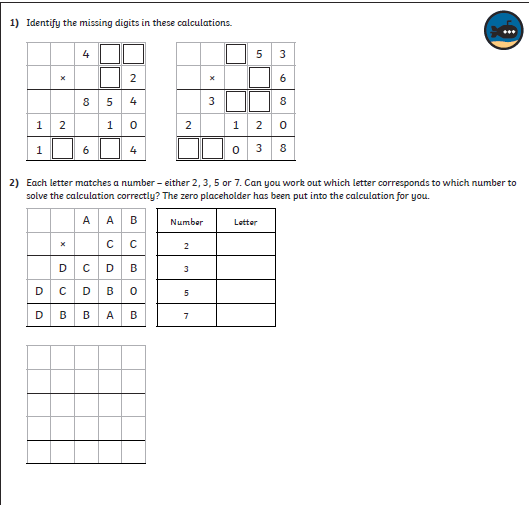 1) Identify the missing digits in these calculations.
4
× 2
8 5 4
1 2 1 0
1 6 4
5 3
× 6
3 8
2 1 2 0
0 3 8
2) Each letter matches a number – either 2, 3, 5 or 7. Can you work out which letter corresponds to which number to
solve the calculation correctly? The zero placeholder has been put into the calculation for you.
A A B
× C C
D C D B
D C D B 0
D B B A B
Number Letter
2
3
5
7